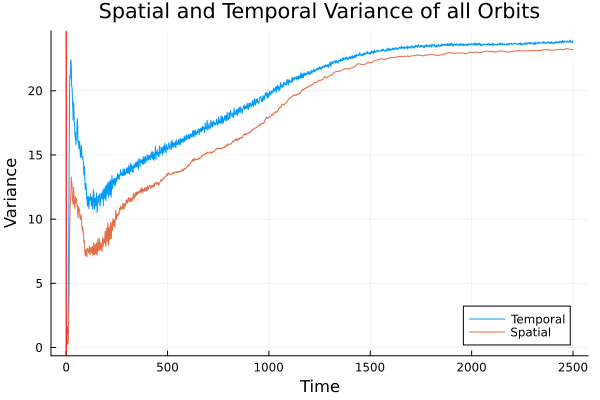 Spatial and Temporal Variance of all Orbits
Variance
20
15
10
5
0
Temporal
Spatial
0 500 1000 1500 2000 2500
Time